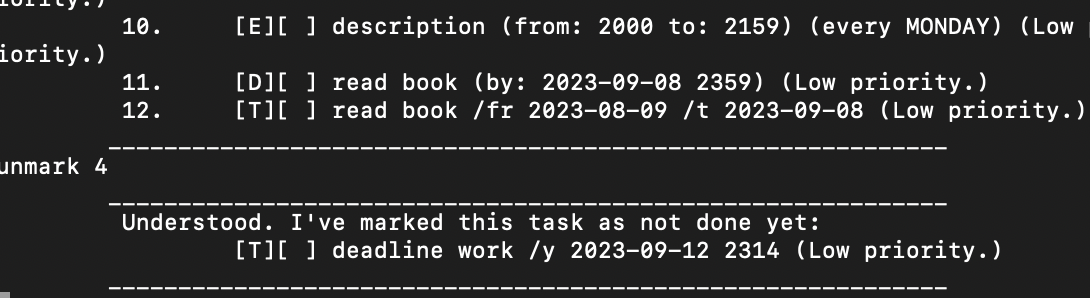 iority.)
10. [E][ ] description (from: 2000 to: 2159) (every MONDAY) (Low
iority.)
11. [D][ ] read book (by: 2023-09-08 2359) (Low priority.)
12. [T][ ] read book /fr 2023-08-09 /t 2023-09-08 (Low priority.)
____________________________________________________________
unmark 4
____________________________________________________________
Understood. I've marked this task as not done yet:
[T][ ] deadline work /y 2023-09-12 2314 (Low priority.)
____________________________________________________________